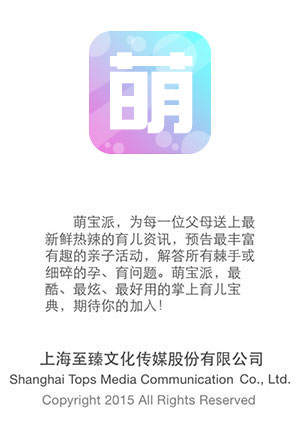 萌
萌宝派，为每一位父母送上最
新鲜热辣的育儿资讯，预告最丰富
有趣的亲子活动，解答所有棘手或
细碎的孕、育问题。萌宝派，最
酷、最炫、最好用的掌上育儿宝
典，期待你的加入！
上海至臻文化传媒股份有限公司
Shanghai Tops Media Communication Co., Ltd.
Copyright 2015 All Rights Reserved